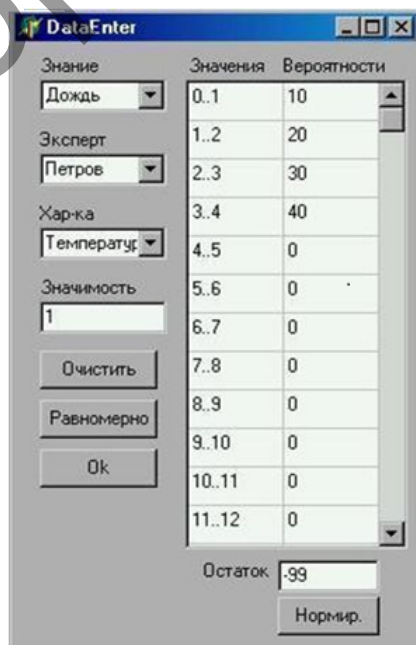 DataEnter
Знание
Дождь
Эксперт
Петров
Хар-ка
Температур
Значимость
1
Очистить
Равномерно
Ok
Значения Вероятности
0..1 10
1..2 20
2..3 30
3..4 40
4..5 0
5..6 0
6..7 0
7..8 0
8..9 0
9..10 0
10..11 0
11..12 0
Остаток -99
Нормир.